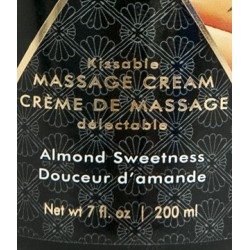 Kissable
MASSAGE CREAM
CRÈME DE MASSAGE
délectable
Almond Sweetness
Douceur d'amande
Net wt 7 fl. oz | 200 ml